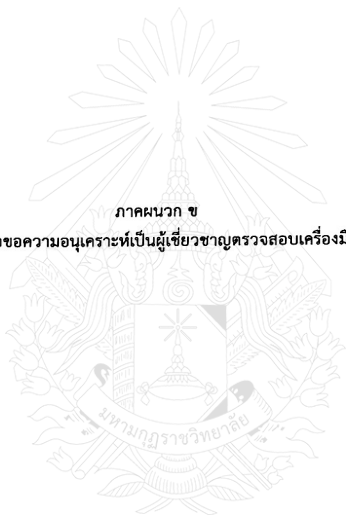 ภาคผนวก ข
ขอความอนุเคราะห์เป็นผู้เชี่ยวชาญตรวจสอบเครื่องมื
มหามกุฏราชวิทยาลัย